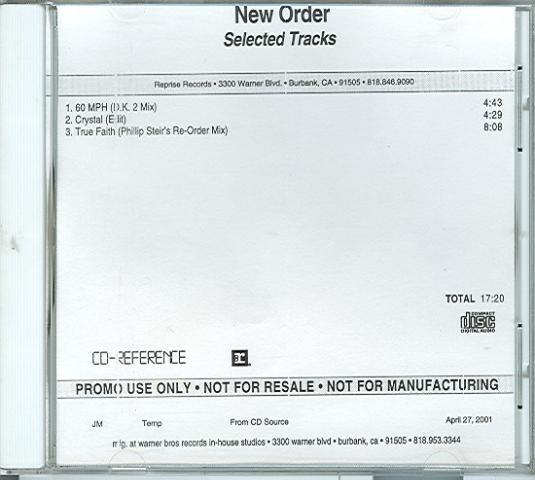 New Order
Selected Tracks
Reprise Records • 3300 Warner Blvd. • Burbank, CA • 91505 • 818.846.9090
1. 60 MPH (D.K. 2 Mix) 4:43
2. Crystal (Edit) 4:29
3. True Faith (Phillip Steir's Re-Order Mix) 8:08
TOTAL 17:20
COMPACT
disc
DIGITAL AUDIO
CD-REFERENCE
PROMO USE ONLY • NOT FOR RESALE • NOT FOR MANUFACTURING
JM Temp From CD Source April 27, 2001
mfg. at warner bros records in-house studios • 3300 warner blvd • burbank, ca • 91505 • 818.953.3344